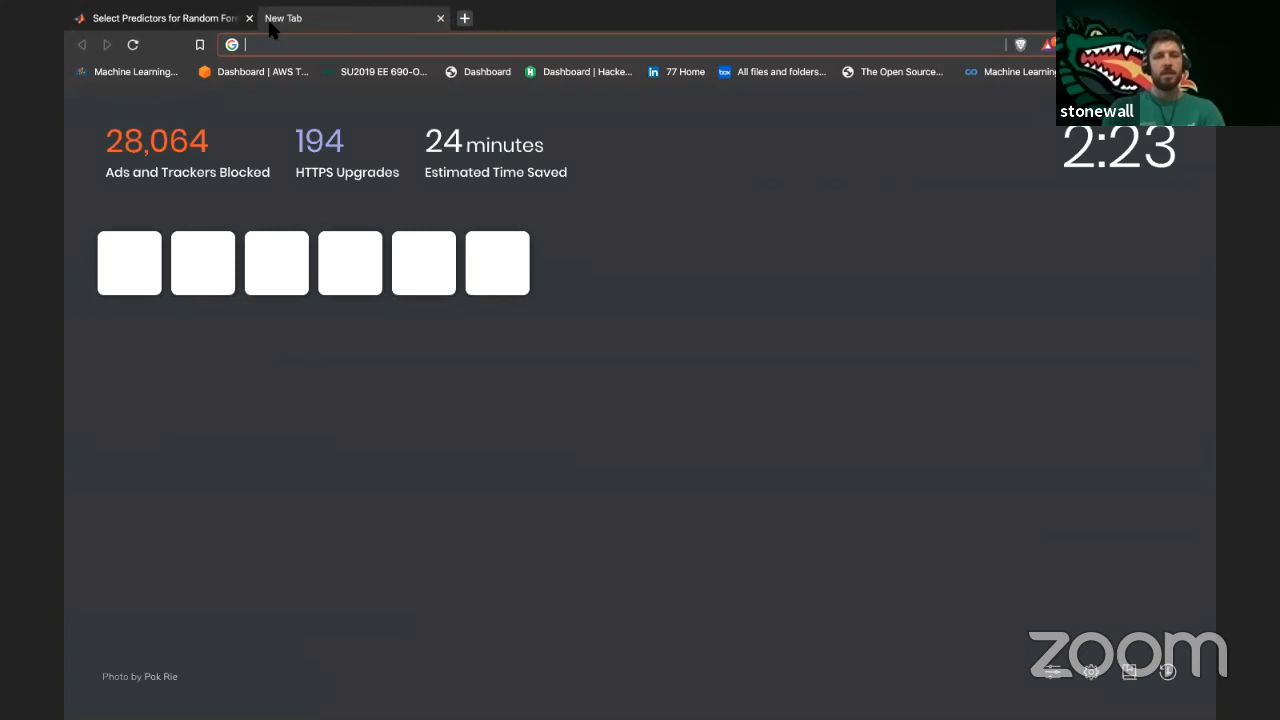 Select Predictors for Random For
New Tab
Machine Learning...
Dashboard | AWS T...
SU2019 EE 690-O...
Dashboard
Dashboard | Hacke...
77 Home
box
All files and folders...
The Open Source...
Machine Learning
stonewall
28,064
194
24 minutes
2:23
Ads and Trackers Blocked
HTTPS Upgrades
Estimated Time Saved
Photo by Pok Rie
zoom